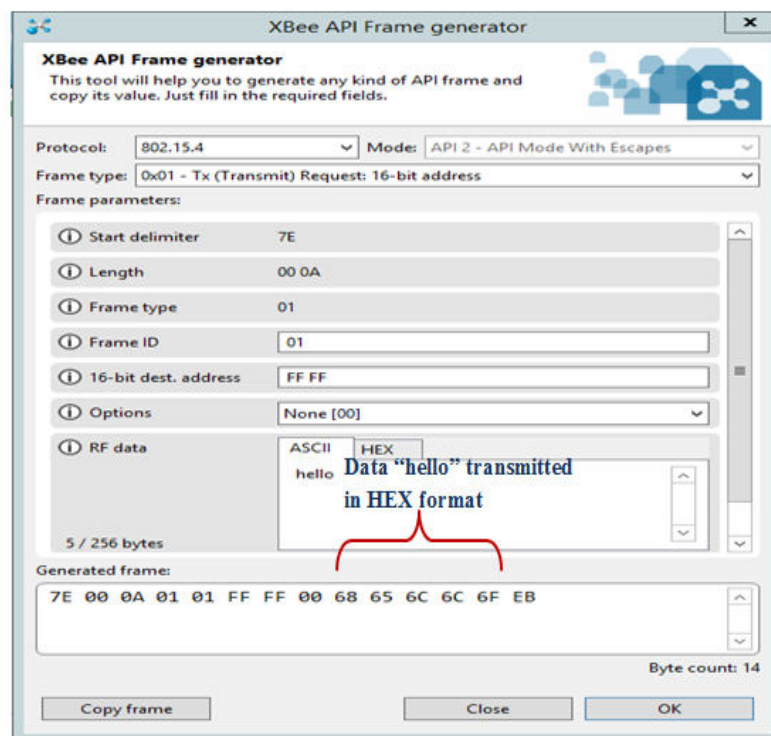 XBee API Frame generator
x
XBee API Frame generator
This tool will help you to generate any kind of API frame and
copy its value. Just fill in the required fields.
Protocol: 802.15.4 Mode: API 2 - API Mode With Escapes
Frame type: 0x01 - Tx (Transmit) Request: 16-bit address
Frame parameters:
Start delimiter 7E
Length 00 0A
Frame type 01
Frame ID 01
16-bit dest. address FF FF
Options None [00]
RF data ASCII HEX
hello Data “hello” transmitted
in HEX format
5 / 256 bytes
Generated frame:
7E 00 0A 01 01 FF FF 00 68 65 6C 6C 6F EB
Byte count: 14
Copy frame Close OK